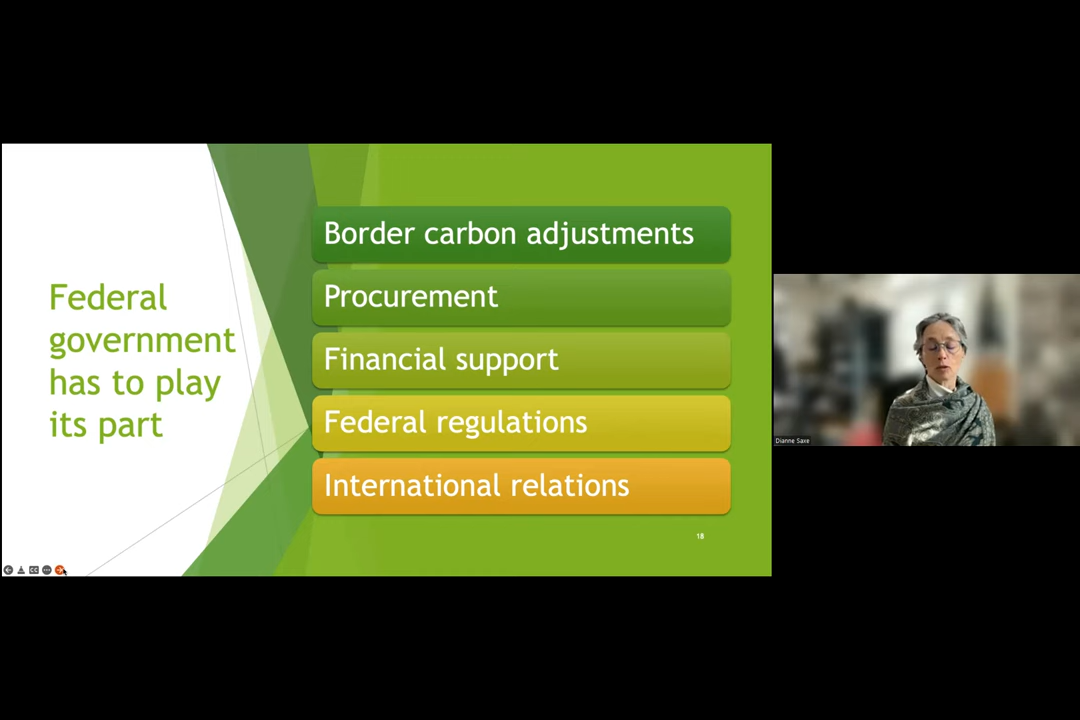 Federal
government
has to play
its part
Border carbon adjustments
Procurement
Financial support
Federal regulations
International relations
18
Dianne Saxe